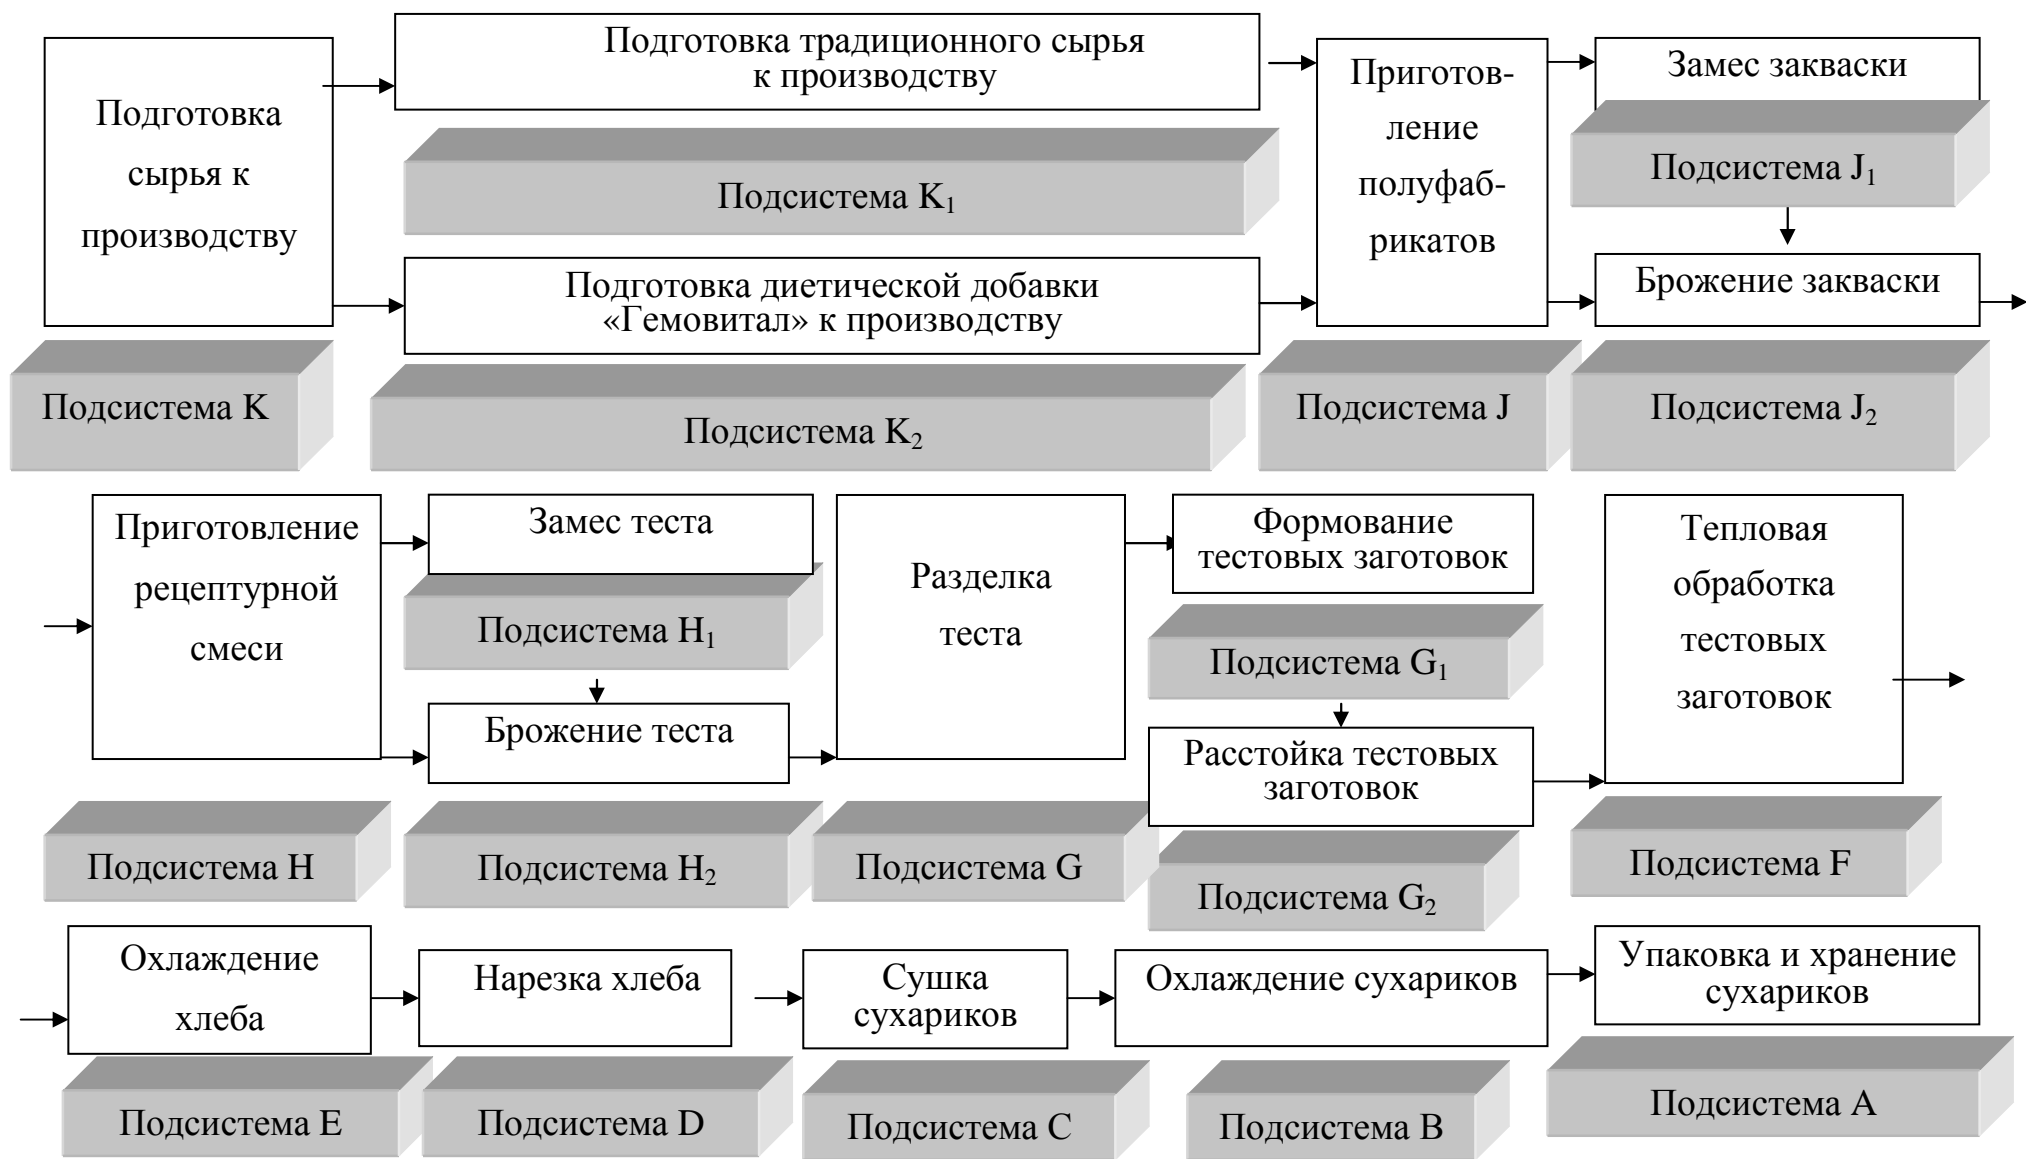 Подготовка
сырья к
производству
Подсистема K
Подготовка традиционного сырья
к производству
Подсистема K₁
Подготовка диетической добавки
«Гемовитал» к производству
Подсистема K₂
Приготов-
ление
полуфаб-
рикатов
Подсистема J
Замес закваски
Подсистема J₁
Брожение закваски
Подсистема J₂
Приготовление
рецептурной
смеси
Подсистема H
Замес теста
Подсистема H₁
Брожение теста
Подсистема H₂
Разделка
теста
Подсистема G
Формование
тестовых заготовок
Подсистема G₁
Расстойка тестовых
заготовок
Подсистема G₂
Тепловая
обработка
тестовых
заготовок
Подсистема F
Охлаждение
хлеба
Подсистема E
Нарезка хлеба
Подсистема D
Сушка
сухариков
Подсистема C
Охлаждение сухариков
Подсистема B
Упаковка и хранение
сухариков
Подсистема A